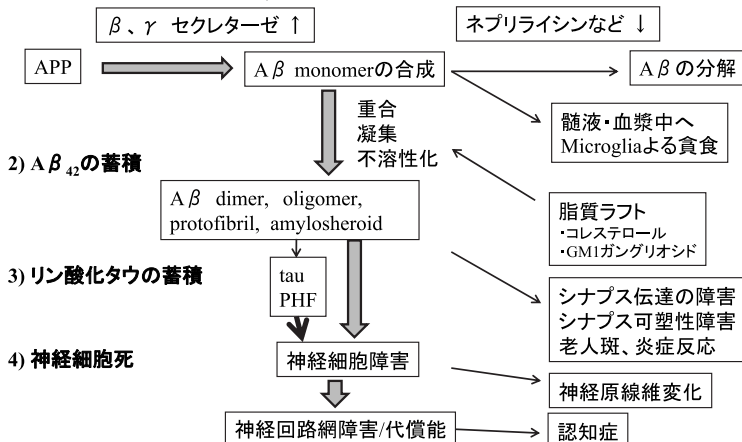 β、γ セクレターゼ ↑
ネプリライシンなど ↓
APP
Aβ monomerの合成
Aβの分解
重合
凝集
不溶性化
髄液・血漿中へ
Microgliaよる貪食
2) Aβ42の蓄積
Aβ dimer, oligomer,
protofibril, amylosheroid
脂質ラフト
・コレステロール
・GM1ガングリオシド
3) リン酸化タウの蓄積
tau
PHF
シナプス伝達の障害
シナプス可塑性障害
老人斑、炎症反応
4) 神経細胞死
神経細胞障害
神経原線維変化
神経回路網障害/代償能
認知症